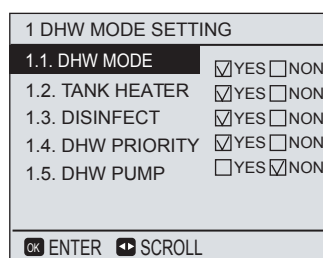 1 DHW MODE SETTING
1.1. DHW MODE ☑YES☐NON
1.2. TANK HEATER ☑YES☐NON
1.3. DISINFECT ☑YES☐NON
1.4. DHW PRIORITY ☑YES☐NON
1.5. DHW PUMP ☐YES☑NON
OK ENTER ◀▶ SCROLL